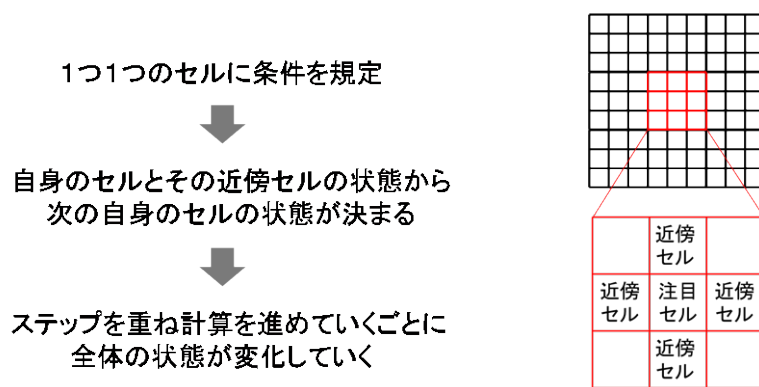 1つ1つのセルに条件を規定
自身のセルとその近傍セルの状態から
次の自身のセルの状態が決まる
ステップを重ね計算を進めていくごとに
全体の状態が変化していく
近傍
セル
近傍
セル
注目
セル
近傍
セル
近傍
セル